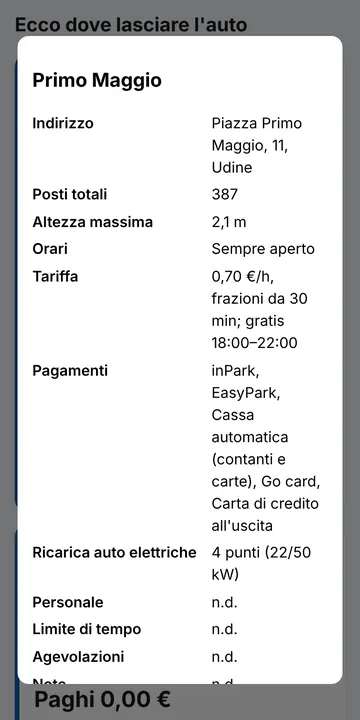 Ecco dove lasciare l'auto
Primo Maggio
Indirizzo Piazza Primo
Maggio, 11,
Udine
Posti totali 387
Altezza massima 2,1 m
Orari Sempre aperto
Tariffa 0,70 €/h,
frazioni da 30
min; gratis
18:00–22:00
Pagamenti inPark,
EasyPark,
Cassa
automatica
(contanti e
carte), Go card,
Carta di credito
all'uscita
Ricarica auto elettriche 4 punti (22/50
kW)
Personale n.d.
Limite di tempo n.d.
Agevolazioni n.d.
Note n.d.
Paghi 0,00 €